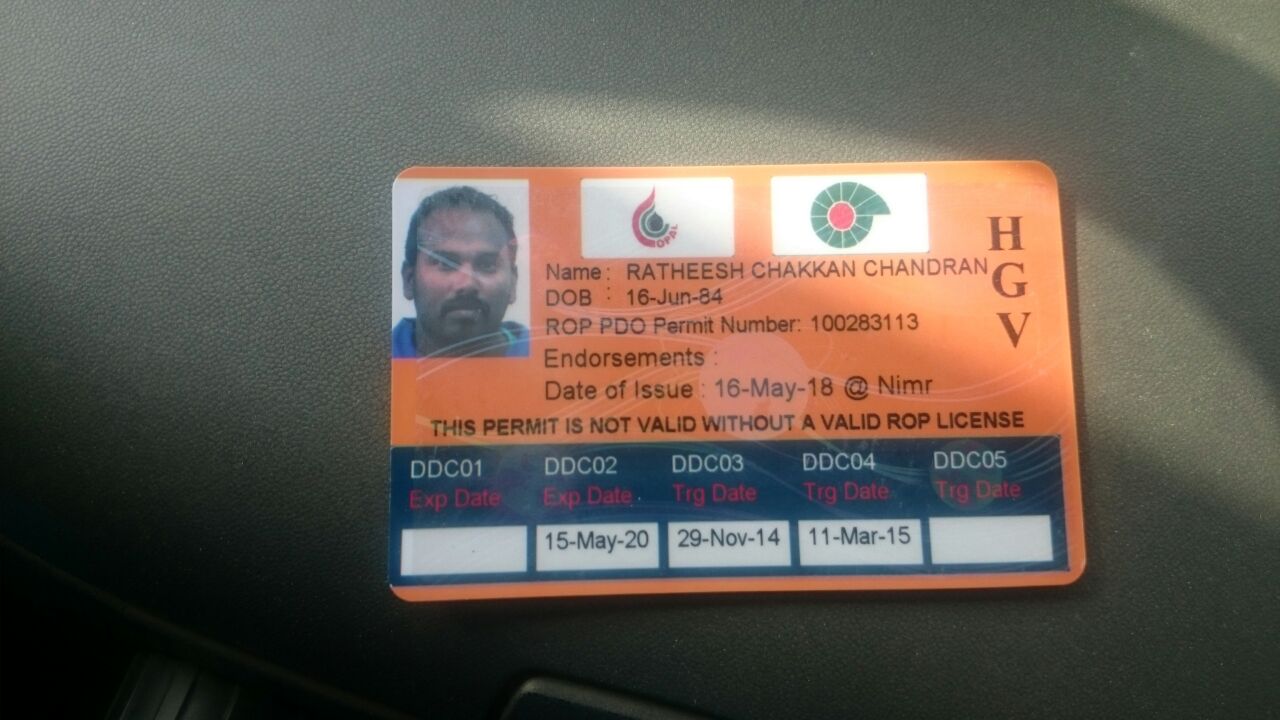 OPAL
HGV
Name : RATHEESH CHAKKAN CHANDRAN
DOB : 16-Jun-84
ROP PDO Permit Number: 100283113
Endorsements :
Date of Issue : 16-May-18 @ Nimr
THIS PERMIT IS NOT VALID WITHOUT A VALID ROP LICENSE
DDC01 DDC02 DDC03 DDC04 DDC05
Exp Date Exp Date Trg Date Trg Date Trg Date
15-May-20 29-Nov-14 11-Mar-15